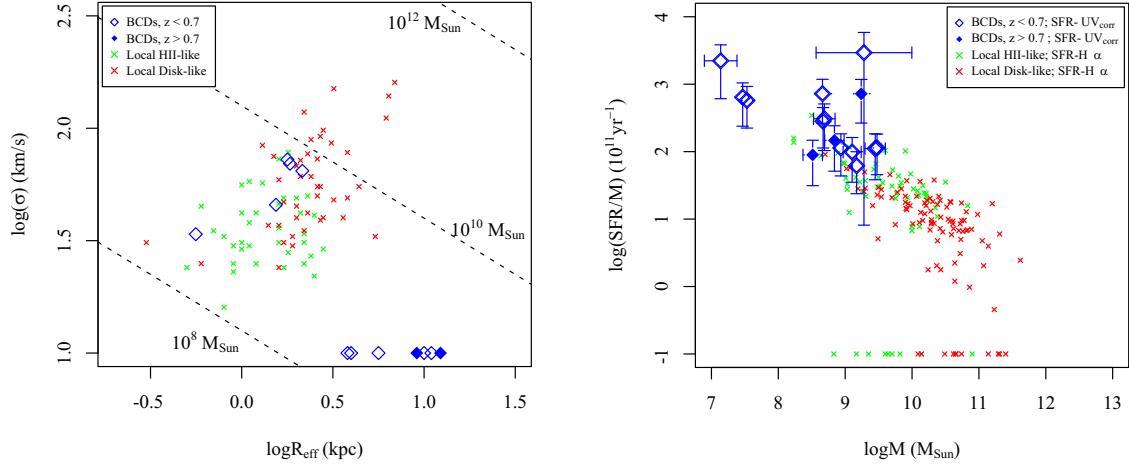 BCDs, z < 0.7
BCDs, z > 0.7
Local HII-like
Local Disk-like
10^12 M_Sun
10^10 M_Sun
10^8 M_Sun
log(σ) (km/s)
2.5
2.0
1.5
1.0
-0.5
0.0
0.5
1.0
1.5
logR_eff (kpc)
BCDs, z < 0.7; SFR- UV_corr
BCDs, z > 0.7 ; SFR- UV_corr
Local HII-like; SFR-H α
Local Disk-like; SFR-H α
log(SFR/M) (10^11 yr^−1)
4
3
2
1
0
-1
7
8
9
10
11
12
13
logM (M_Sun)